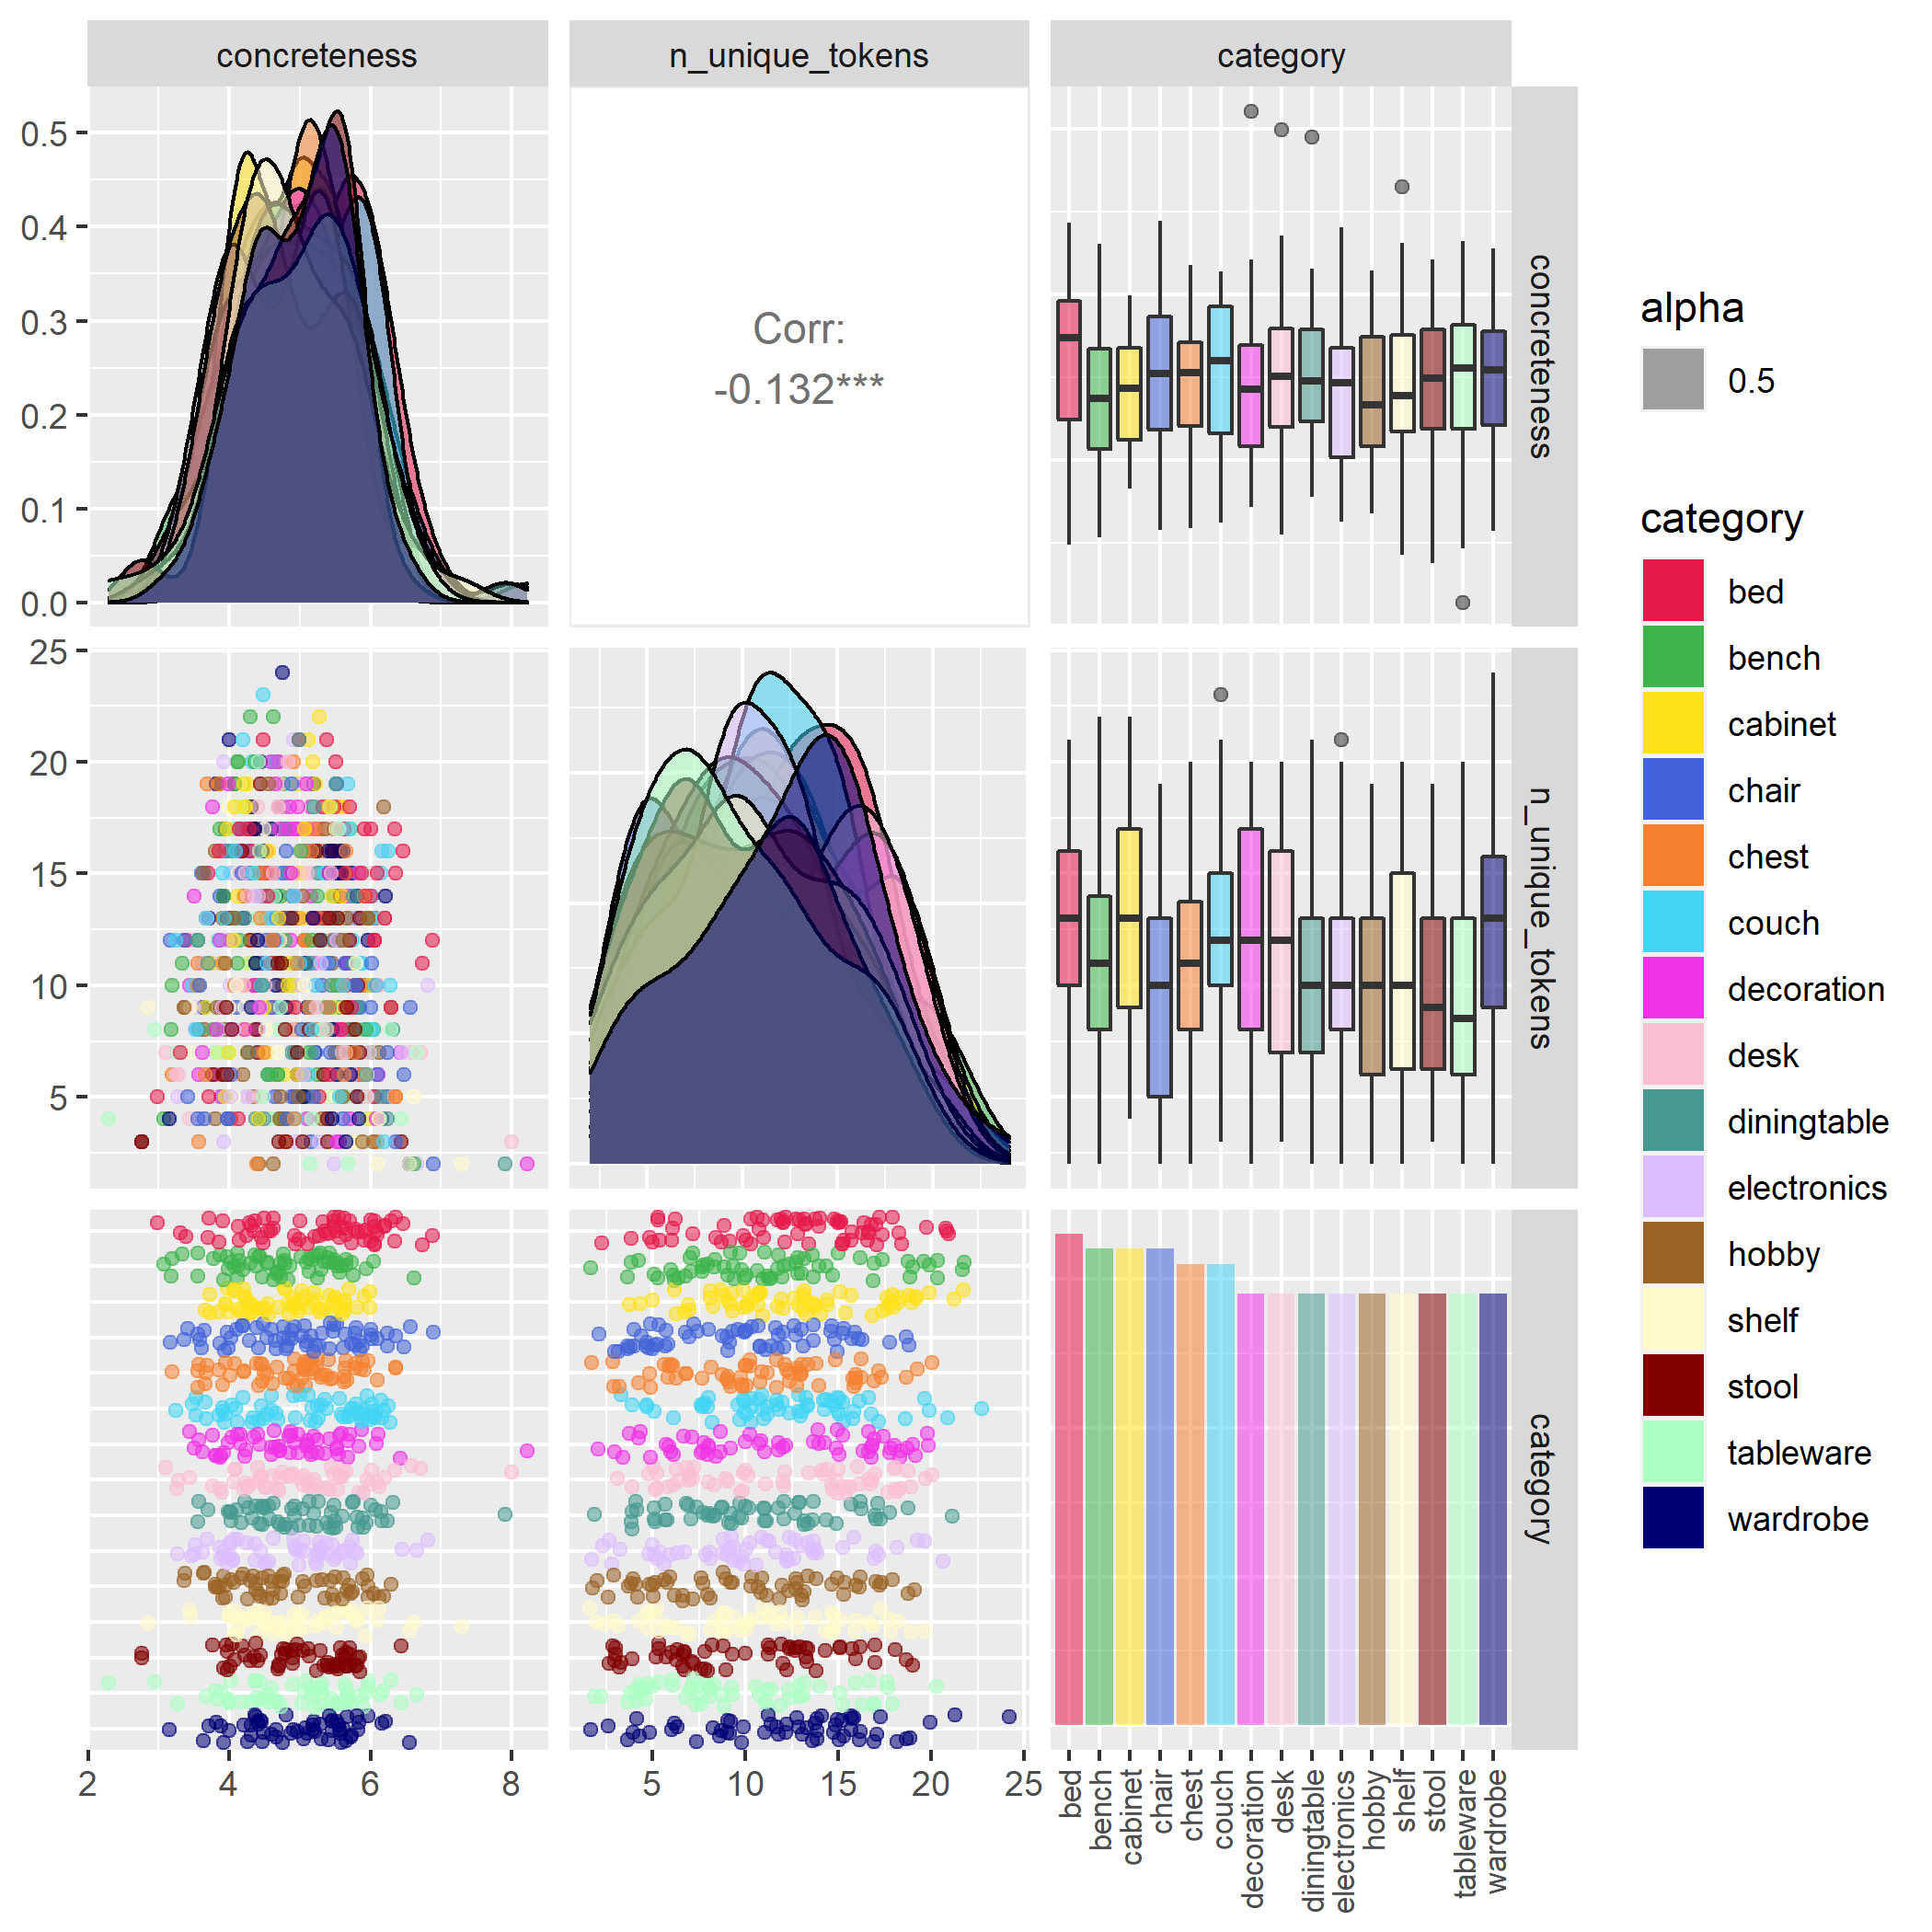 concreteness
n_unique_tokens
category
0.5
0.4
0.3
0.2
0.1
0.0
Corr:
-0.132***
concreteness
25
20
15
10
5
n_unique_tokens
category
2
4
6
8
5
10
15
20
25
bed
bench
cabinet
chair
chest
couch
decoration
desk
diningtable
electronics
hobby
shelf
stool
tableware
wardrobe
alpha
0.5
category
bed
bench
cabinet
chair
chest
couch
decoration
desk
diningtable
electronics
hobby
shelf
stool
tableware
wardrobe